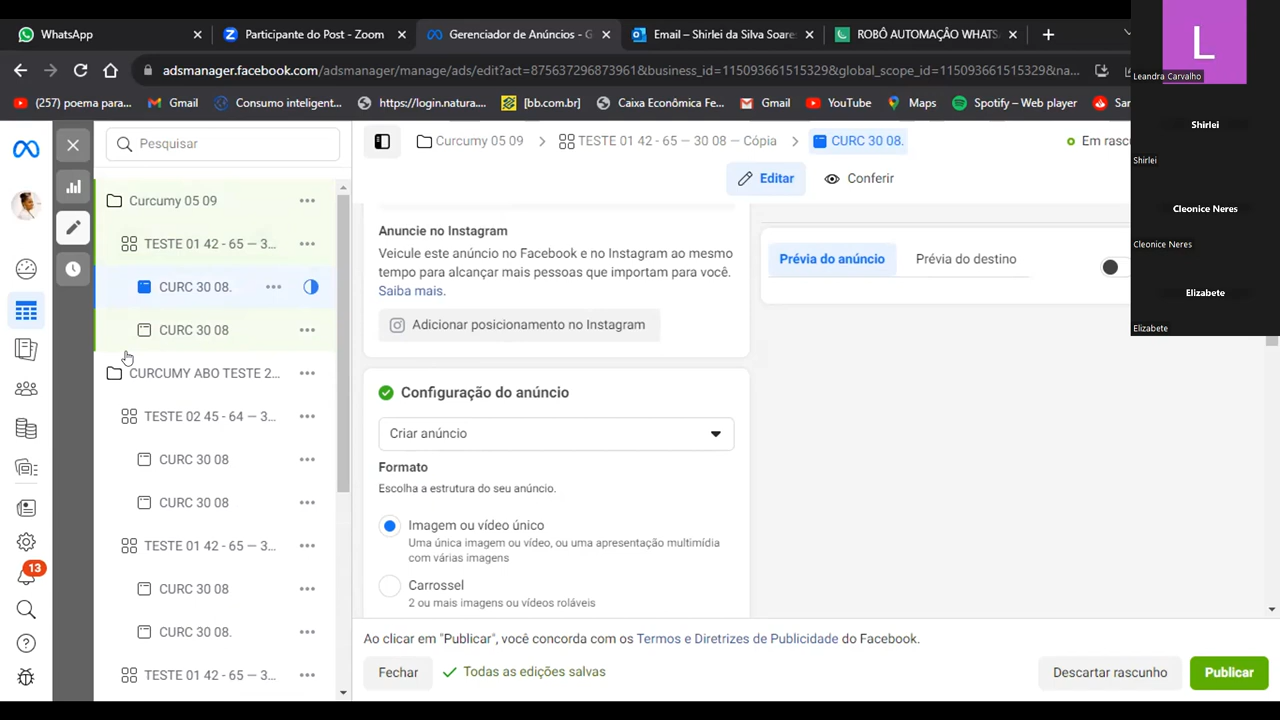 WhatsApp
Participante do Post - Zoom
Gerenciador de Anúncios - G
Email – Shirlei da Silva Soares
ROBÔ AUTOMAÇÂO WHATS
adsmanager.facebook.com/adsmanager/manage/ads/edit?act=875637296873961&business_id=1150936615153​29&global_scope_id=1150936615153​29&na...
(257) poema para...
Gmail
Consumo inteligent...
https://login.natura....
[bb.com.br]
Caixa Econômica Fe...
Gmail
YouTube
Maps
Spotify – Web player
San
L
Leandra Carvalho
Shirlei
Shirlei
Cleonice Neres
Cleonice Neres
Elizabete
Elizabete
Pesquisar
Curcumy 05 09
TESTE 01 42 - 65 — 3...
CURC 30 08.
CURC 30 08
CURCUMY ABO TESTE 2...
TESTE 02 45 - 64 — 3...
CURC 30 08
CURC 30 08
TESTE 01 42 - 65 — 3...
CURC 30 08
CURC 30 08.
TESTE 01 42 - 65 — 3...
13
Curcumy 05 09
TESTE 01 42 - 65 — 30 08 — Cópia
CURC 30 08.
Em rascu
Editar
Conferir
Anuncie no Instagram
Veicule este anúncio no Facebook e no Instagram ao mesmo
tempo para alcançar mais pessoas que importam para você.
Saiba mais.
Adicionar posicionamento no Instagram
Configuração do anúncio
Criar anúncio
Formato
Escolha a estrutura do seu anúncio.
Imagem ou vídeo único
Uma única imagem ou vídeo, ou uma apresentação multimídia
com várias imagens
Carrossel
2 ou mais imagens ou vídeos roláveis
Prévia do anúncio
Prévia do destino
Ao clicar em "Publicar", você concorda com os Termos e Diretrizes de Publicidade do Facebook.
Fechar
Todas as edições salvas
Descartar rascunho
Publicar